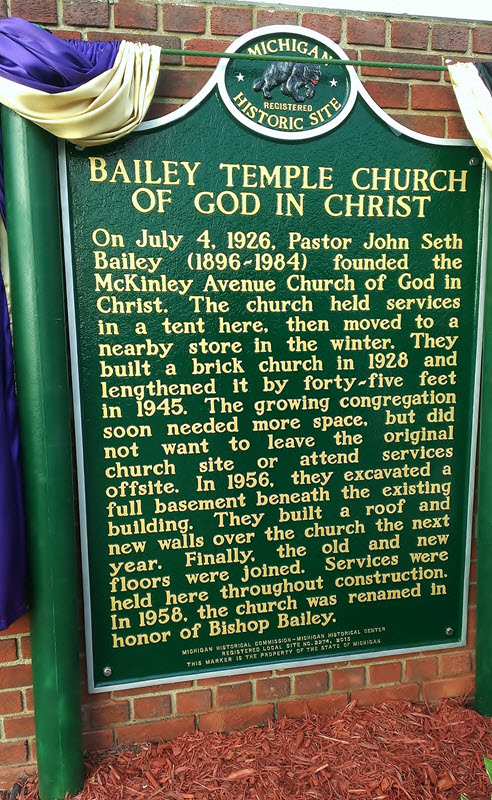 MICHIGAN
REGISTERED
HISTORIC SITE
BAILEY TEMPLE CHURCH
OF GOD IN CHRIST
On July 4, 1926, Pastor John Seth
Bailey (1896-1984) founded the
McKinley Avenue Church of God in
Christ. The church held services
in a tent here, then moved to a
nearby store in the winter. They
built a brick church in 1928 and
lengthened it by forty-five feet
in 1945. The growing congregation
soon needed more space, but did
not want to leave the original
church site or attend services
offsite. In 1956, they excavated a
full basement beneath the existing
building. They built a roof and
new walls over the church the next
year. Finally, the old and new
floors were joined. Services were
held here throughout construction.
In 1958, the church was renamed in
honor of Bishop Bailey.
MICHIGAN HISTORICAL COMMISSION-MICHIGAN HISTORICAL CENTER
REGISTERED LOCAL SITE NO. 2274, 2015
THIS MARKER IS THE PROPERTY OF THE STATE OF MICHIGAN